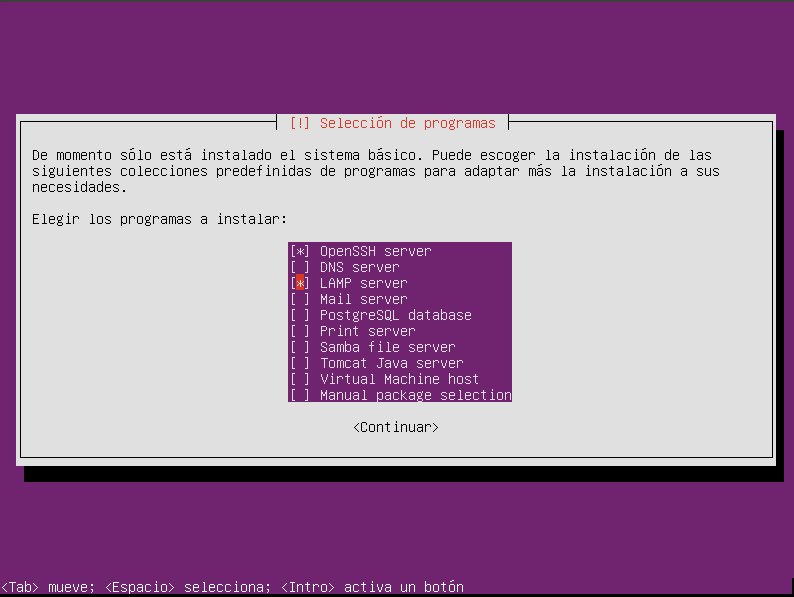 [!] Selección de programas
De momento sólo está instalado el sistema básico. Puede escoger la instalación de las
siguientes colecciones predefinidas de programas para adaptar más la instalación a sus
necesidades.
Elegir los programas a instalar:
[*] OpenSSH server
[ ] DNS server
[*] LAMP server
[ ] Mail server
[ ] PostgreSQL database
[ ] Print server
[ ] Samba file server
[ ] Tomcat Java server
[ ] Virtual Machine host
[ ] Manual package selection
<Continuar>
<Tab> mueve; <Espacio> selecciona; <Intro> activa un botón